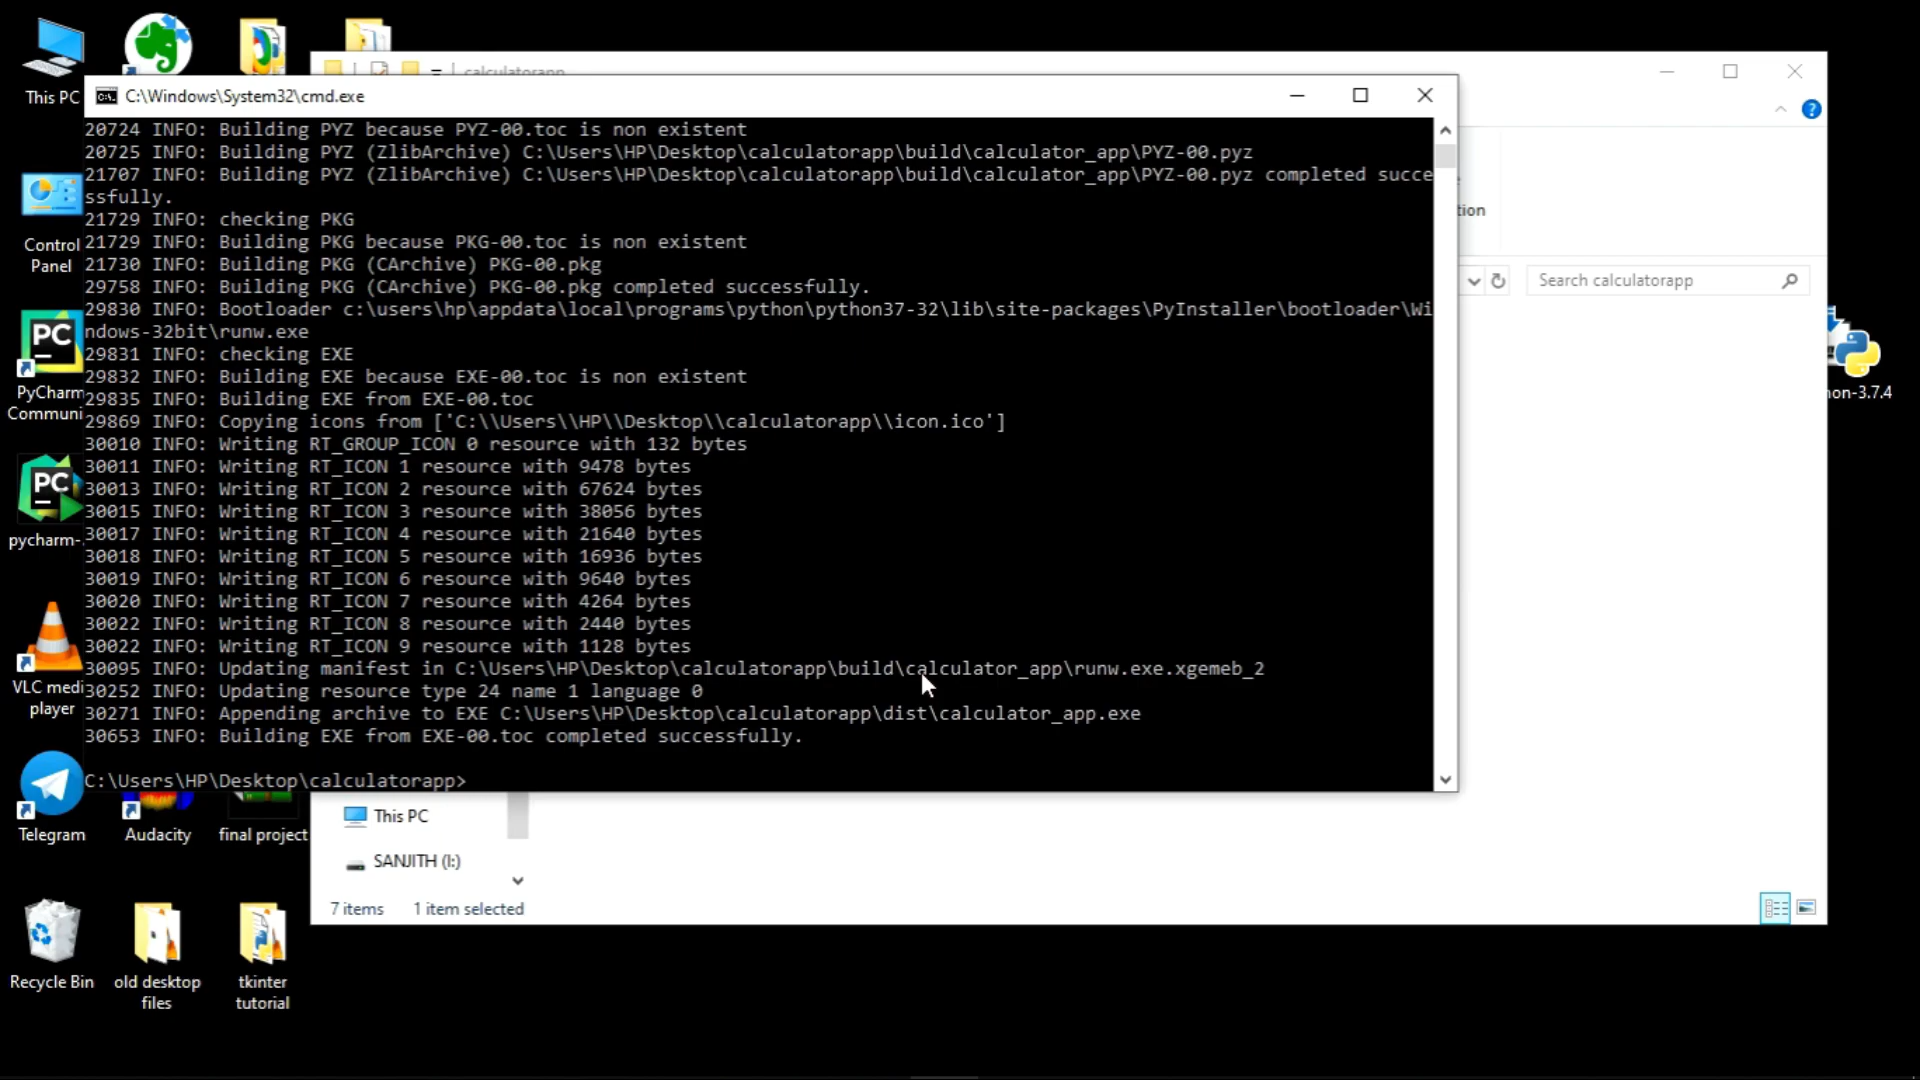 This PC
calculatorapp
C:\Windows\System32\cmd.exe
20724 INFO: Building PYZ because PYZ-00.toc is non existent
20725 INFO: Building PYZ (ZlibArchive) C:\Users\HP\Desktop\calculatorapp\build\calculator_app\PYZ-00.pyz
21707 INFO: Building PYZ (ZlibArchive) C:\Users\HP\Desktop\calculatorapp\build\calculator_app\PYZ-00.pyz completed succe
ssfully.
21729 INFO: checking PKG
21729 INFO: Building PKG because PKG-00.toc is non existent
21730 INFO: Building PKG (CArchive) PKG-00.pkg
29758 INFO: Building PKG (CArchive) PKG-00.pkg completed successfully.
29830 INFO: Bootloader c:\users\hp\appdata\local\programs\python\python37-32\lib\site-packages\PyInstaller\bootloader\Wi
ndows-32bit\runw.exe
29831 INFO: checking EXE
29832 INFO: Building EXE because EXE-00.toc is non existent
29835 INFO: Building EXE from EXE-00.toc
29869 INFO: Copying icons from ['C:\\Users\\HP\\Desktop\\calculatorapp\\icon.ico']
30010 INFO: Writing RT_GROUP_ICON 0 resource with 132 bytes
30011 INFO: Writing RT_ICON 1 resource with 9478 bytes
30013 INFO: Writing RT_ICON 2 resource with 67624 bytes
30015 INFO: Writing RT_ICON 3 resource with 38056 bytes
30017 INFO: Writing RT_ICON 4 resource with 21640 bytes
30018 INFO: Writing RT_ICON 5 resource with 16936 bytes
30019 INFO: Writing RT_ICON 6 resource with 9640 bytes
30020 INFO: Writing RT_ICON 7 resource with 4264 bytes
30022 INFO: Writing RT_ICON 8 resource with 2440 bytes
30022 INFO: Writing RT_ICON 9 resource with 1128 bytes
30095 INFO: Updating manifest in C:\Users\HP\Desktop\calculatorapp\build\calculator_app\runw.exe.xgemeb_2
30252 INFO: Updating resource type 24 name 1 language 0
30271 INFO: Appending archive to EXE C:\Users\HP\Desktop\calculatorapp\dist\calculator_app.exe
30653 INFO: Building EXE from EXE-00.toc completed successfully.
C:\Users\HP\Desktop\calculatorapp>
tion
Search calculatorapp
hon-3.7.4
Control
Panel
PC
PyCharm
Communi
PC
pycharm-
VLC medi
player
Telegram
Audacity
final project
This PC
SANJITH (I:)
7 items
1 item selected
Recycle Bin
old desktop
files
tkinter
tutorial